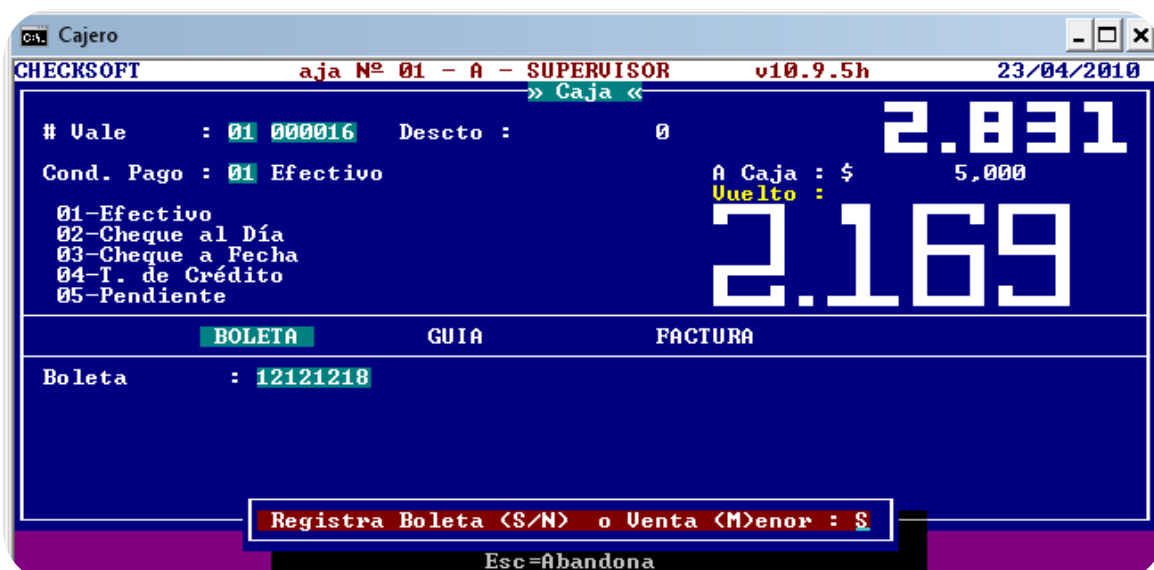 Cajero
CHECKSOFT aja Nº 01 - A - SUPERVISOR v10.9.5h 23/04/2010
» Caja «
# Vale : 01 000016 Descto : 0 2.831
Cond. Pago : 01 Efectivo A Caja : $ 5,000
Vuelto :
2.169
01-Efectivo
02-Cheque al Día
03-Cheque a Fecha
04-T. de Crédito
05-Pendiente
BOLETA GUIA FACTURA
Boleta : 12121218
Registra Boleta (S/N) o Venta (M)enor : S
Esc=Abandona